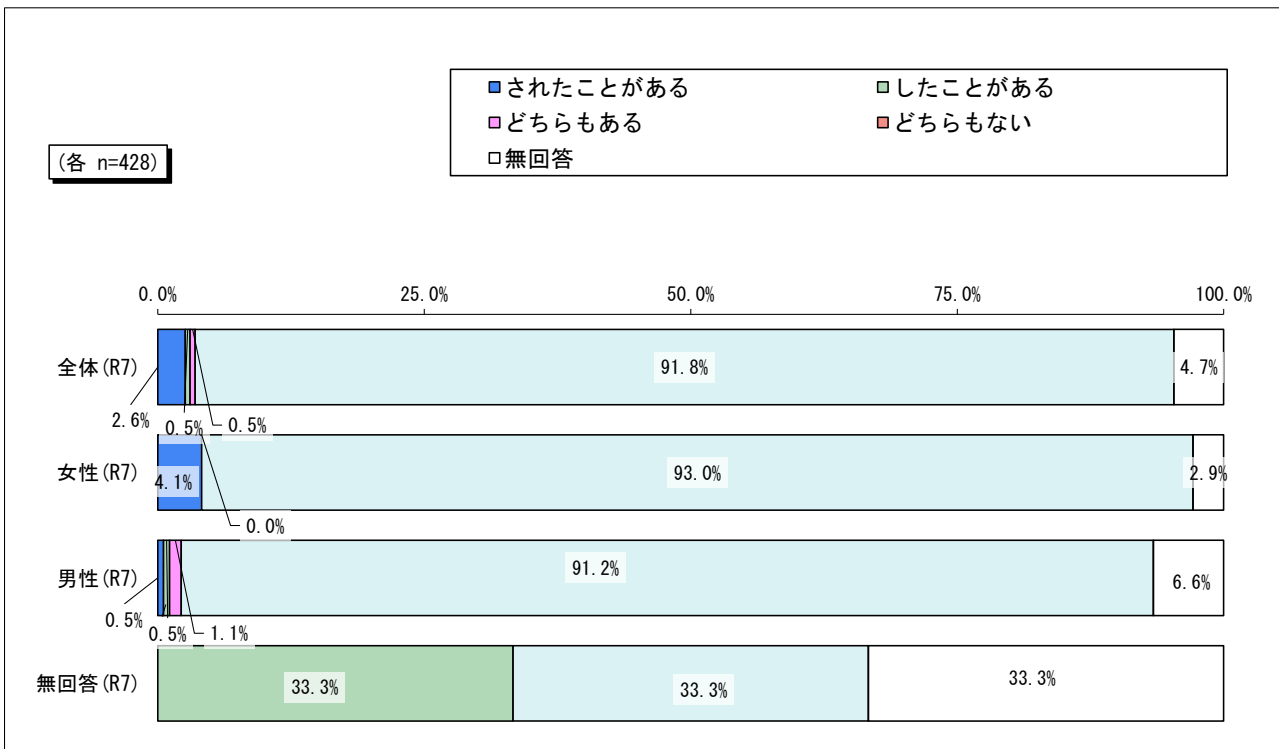 ■されたことがある ■したことがある
■どちらもある ■どちらもない
□無回答
(各 n=428)
0.0% 25.0% 50.0% 75.0% 100.0%
全体(R7) 91.8% 4.7%
2.6% 0.5% 0.5%
女性(R7) 4.1% 93.0% 2.9%
0.0%
男性(R7) 91.2% 6.6%
0.5% 0.5% 1.1%
無回答(R7) 33.3% 33.3% 33.3%